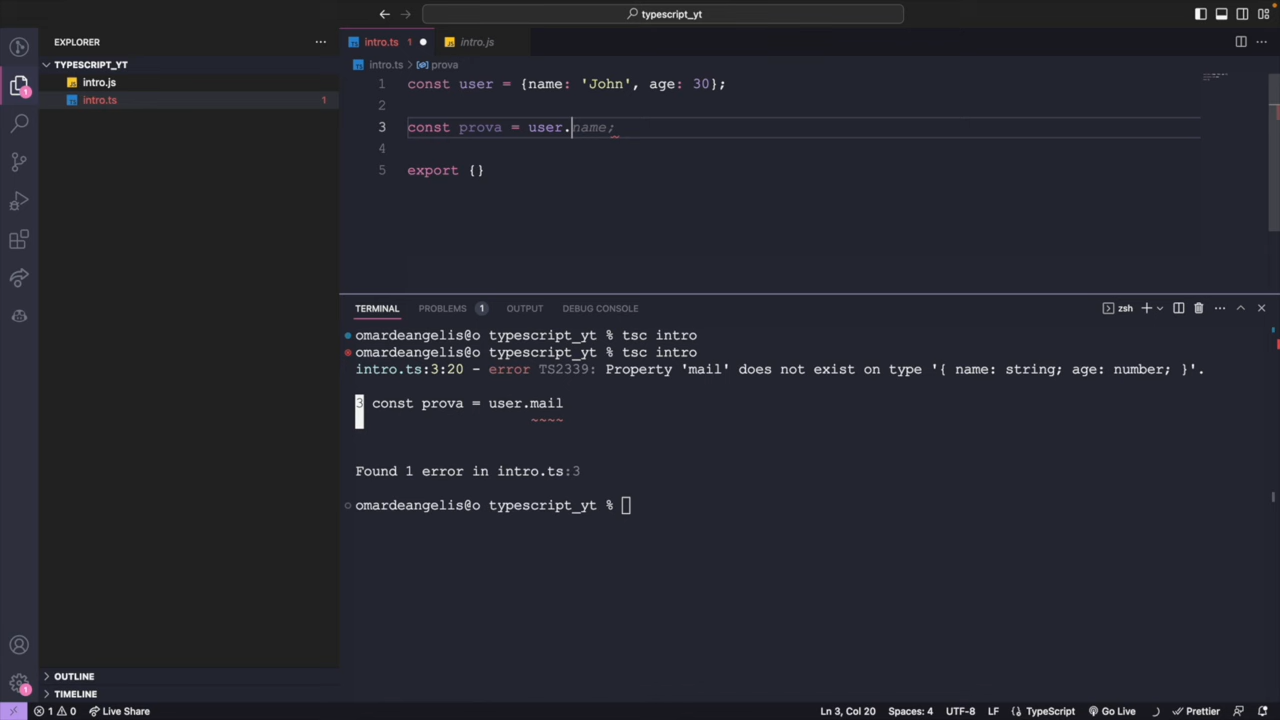 typescript_yt
EXPLORER
TYPESCRIPT_YT
intro.js
intro.ts 1
1
intro.ts 1
intro.js
intro.ts > prova
1 const user = {name: 'John', age: 30};
2
3 const prova = user.name;
4
5 export {}
TERMINAL PROBLEMS 1 OUTPUT DEBUG CONSOLE
zsh
omardeangelis@o typescript_yt % tsc intro
omardeangelis@o typescript_yt % tsc intro
intro.ts:3:20 - error TS2339: Property 'mail' does not exist on type '{ name: string; age: number; }'.
3 const prova = user.mail
~~~~
Found 1 error in intro.ts:3
omardeangelis@o typescript_yt %
OUTLINE
TIMELINE
1
1 0 Live Share
Ln 3, Col 20 Spaces: 4 UTF-8 LF {} TypeScript Go Live Prettier